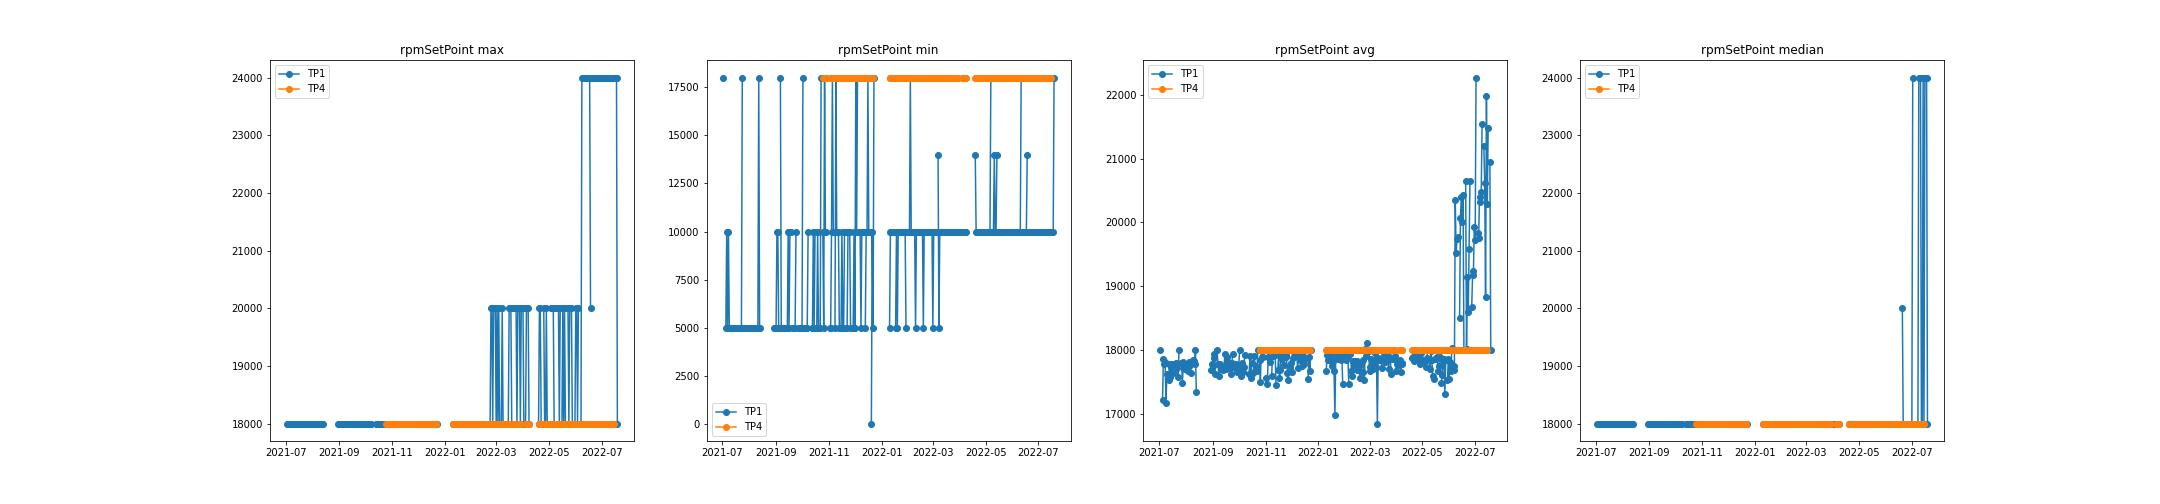 rpmSetPoint max
TP1
TP4
24000
23000
22000
21000
20000
19000
18000
2021-07 2021-09 2021-11 2022-01 2022-03 2022-05 2022-07
rpmSetPoint min
17500
15000
12500
10000
7500
5000
2500
0
TP1
TP4
2021-07 2021-09 2021-11 2022-01 2022-03 2022-05 2022-07
rpmSetPoint avg
TP1
TP4
22000
21000
20000
19000
18000
17000
2021-07 2021-09 2021-11 2022-01 2022-03 2022-05 2022-07
rpmSetPoint median
TP1
TP4
24000
23000
22000
21000
20000
19000
18000
2021-07 2021-09 2021-11 2022-01 2022-03 2022-05 2022-07